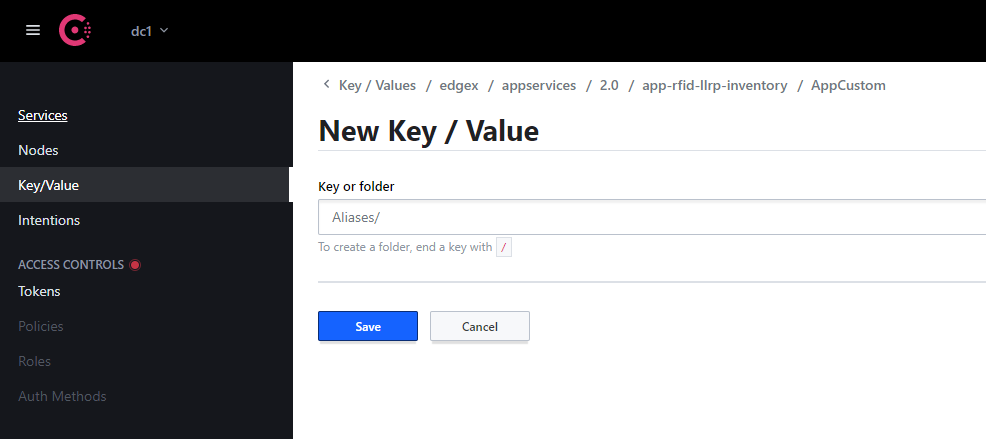 dc1
Services
Nodes
Key/Value
Intentions
ACCESS CONTROLS
Tokens
Policies
Roles
Auth Methods
Key / Values / edgex / appservices / 2.0 / app-rfid-llrp-inventory / AppCustom
New Key / Value
Key or folder
Aliases/
To create a folder, end a key with /
Save Cancel